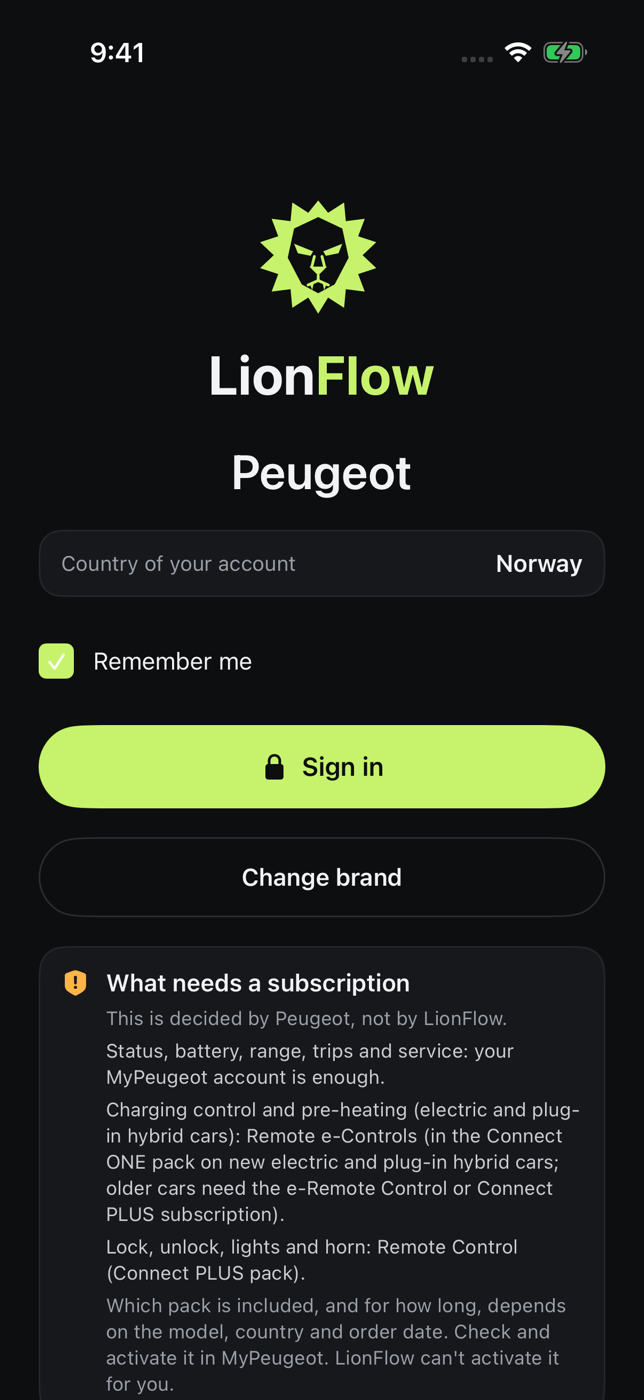 9:41
LionFlow
Peugeot
Country of your account Norway
Remember me
Sign in
Change brand
What needs a subscription
This is decided by Peugeot, not by LionFlow.
Status, battery, range, trips and service: your
MyPeugeot account is enough.
Charging control and pre-heating (electric and plug-
in hybrid cars): Remote e-Controls (in the Connect
ONE pack on new electric and plug-in hybrid cars;
older cars need the e-Remote Control or Connect
PLUS subscription).
Lock, unlock, lights and horn: Remote Control
(Connect PLUS pack).
Which pack is included, and for how long, depends
on the model, country and order date. Check and
activate it in MyPeugeot. LionFlow can't activate it
for you.